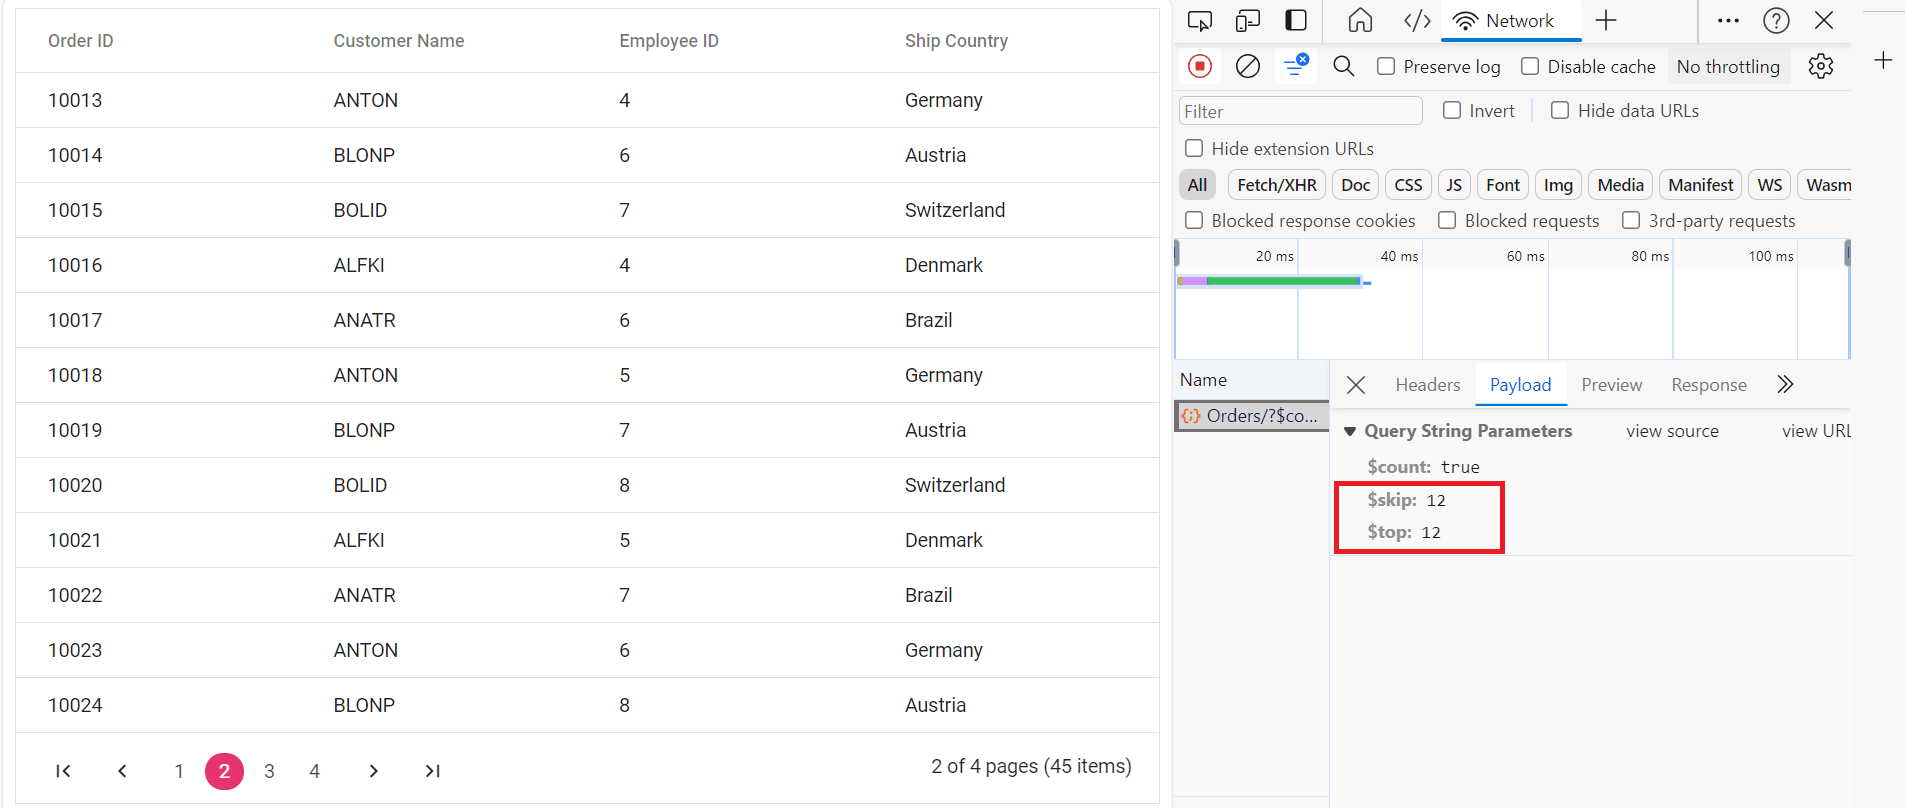 Order ID Customer Name Employee ID Ship Country
10013 ANTON 4 Germany
10014 BLONP 6 Austria
10015 BOLID 7 Switzerland
10016 ALFKI 4 Denmark
10017 ANATR 6 Brazil
10018 ANTON 5 Germany
10019 BLONP 7 Austria
10020 BOLID 8 Switzerland
10021 ALFKI 5 Denmark
10022 ANATR 7 Brazil
10023 ANTON 6 Germany
10024 BLONP 8 Austria
1 2 3 4 2 of 4 pages (45 items)
Network
Preserve log Disable cache No throttling
Filter Invert Hide data URLs
Hide extension URLs
All Fetch/XHR Doc CSS JS Font Img Media Manifest WS Wasm
Blocked response cookies Blocked requests 3rd-party requests
20 ms 40 ms 60 ms 80 ms 100 ms
Name
Orders/?$co...
Headers Payload Preview Response
Query String Parameters view source view URL
$count: true
$skip: 12
$top: 12